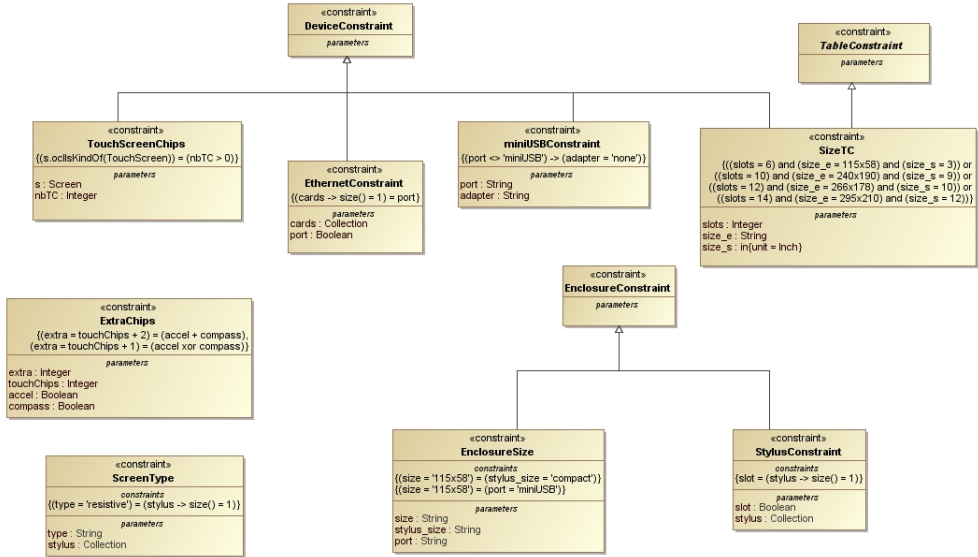 «constraint»
DeviceConstraint
parameters
«constraint»
TableConstraint
parameters
«constraint»
TouchScreenChips
{(s.oclIsKindOf(TouchScreen)) = (nbTC > 0)}
parameters
s : Screen
nbTC : Integer
«constraint»
EthernetConstraint
{(cards -> size() = 1) = port}
parameters
cards : Collection
port : Boolean
«constraint»
miniUSBConstraint
{(port <> 'miniUSB') -> (adapter = 'none')}
parameters
port : String
adapter : String
«constraint»
SizeTC
{((slots = 6) and (size_e = 115x58) and (size_s = 3)) or
((slots = 10) and (size_e = 240x190) and (size_s = 9)) or
((slots = 12) and (size_e = 266x178) and (size_s = 10)) or
((slots = 14) and (size_e = 295x210) and (size_s = 12))}
parameters
slots : Integer
size_e : String
size_s : in{unit = Inch}
«constraint»
EnclosureConstraint
parameters
«constraint»
ExtraChips
{(extra = touchChips + 2) = (accel + compass),
(extra = touchChips + 1) = (accel xor compass)}
parameters
extra : Integer
touchChips : Integer
accel : Boolean
compass : Boolean
«constraint»
EnclosureSize
constraints
{(size = '115x58') = (stylus_size = 'compact')}
{(size = '115x58') = (port = 'miniUSB')}
parameters
size : String
stylus_size : String
port : String
«constraint»
StylusConstraint
constraints
{slot = (stylus -> size() = 1)}
parameters
slot : Boolean
stylus : Collection
«constraint»
ScreenType
constraints
{(type = 'resistive') = (stylus -> size() = 1)}
parameters
type : String
stylus : Collection